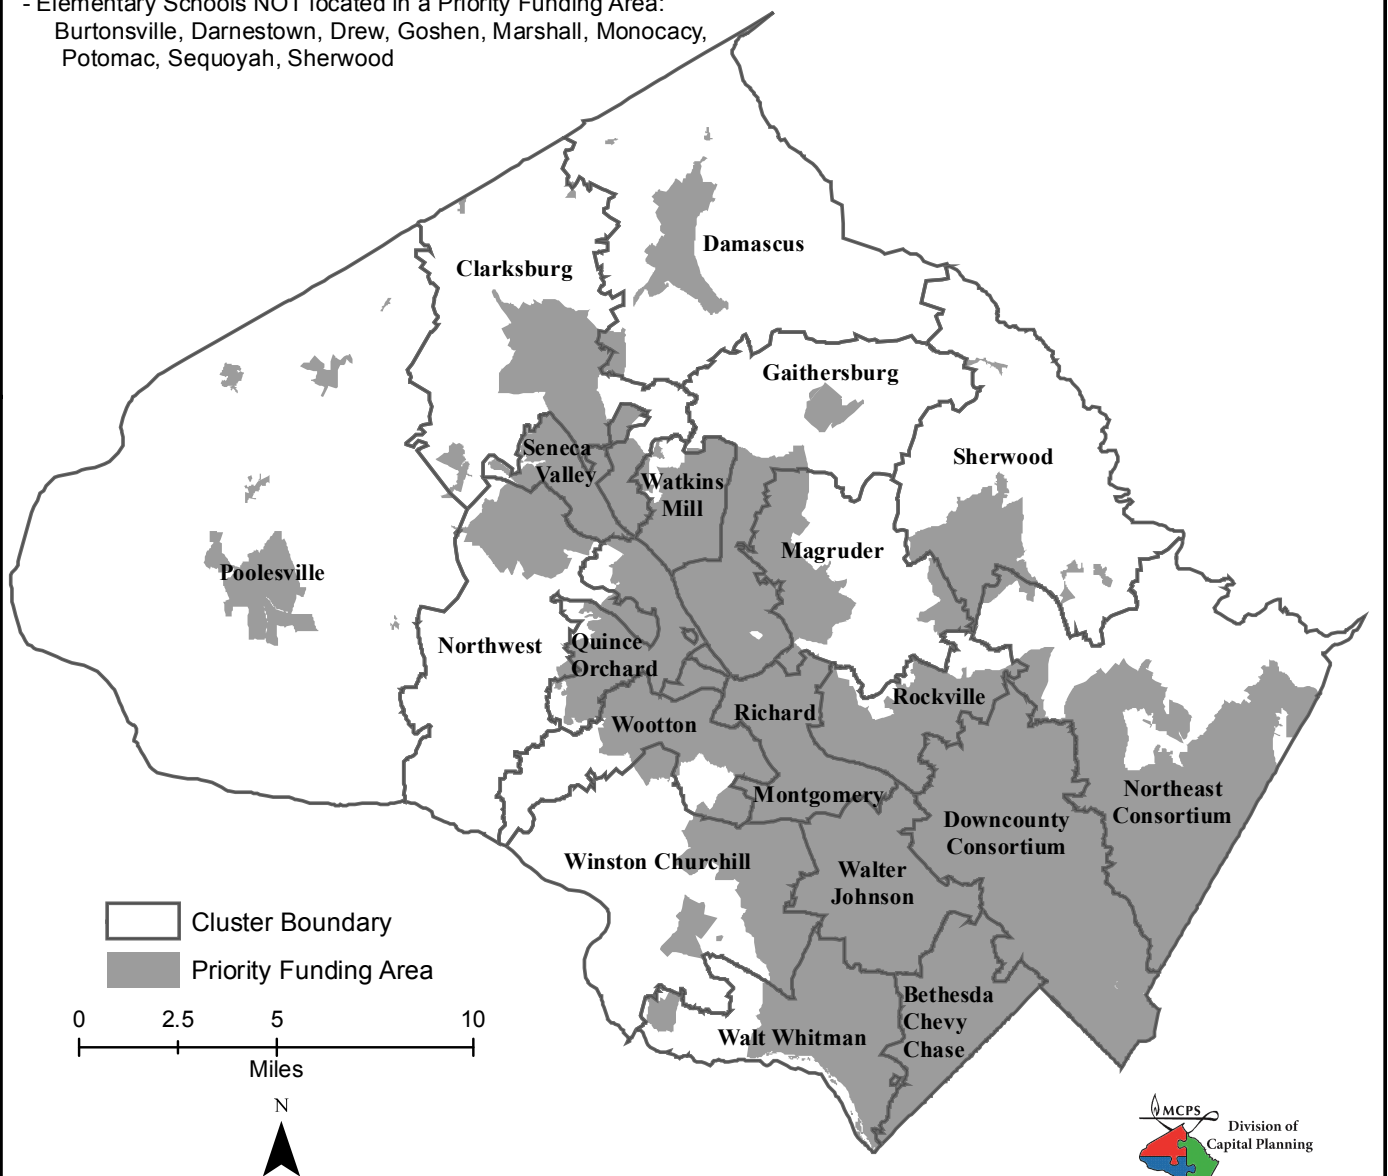 - Elementary Schools NOT located in a Priority Funding Area:
Burtonsville, Darnestown, Drew, Goshen, Marshall, Monocacy,
Potomac, Sequoyah, Sherwood
Damascus
Clarksburg
Gaithersburg
Sherwood
Seneca
Valley
Watkins
Mill
Magruder
Poolesville
Northwest
Quince
Orchard
Rockville
Richard
Wootton
Montgomery
Northeast
Consortium
Downcounty
Consortium
Winston Churchill
Walter
Johnson
Bethesda
Chevy
Chase
Walt Whitman
Cluster Boundary
Priority Funding Area
0 2.5 5 10
Miles
N
MCPS
Division of
Capital Planning